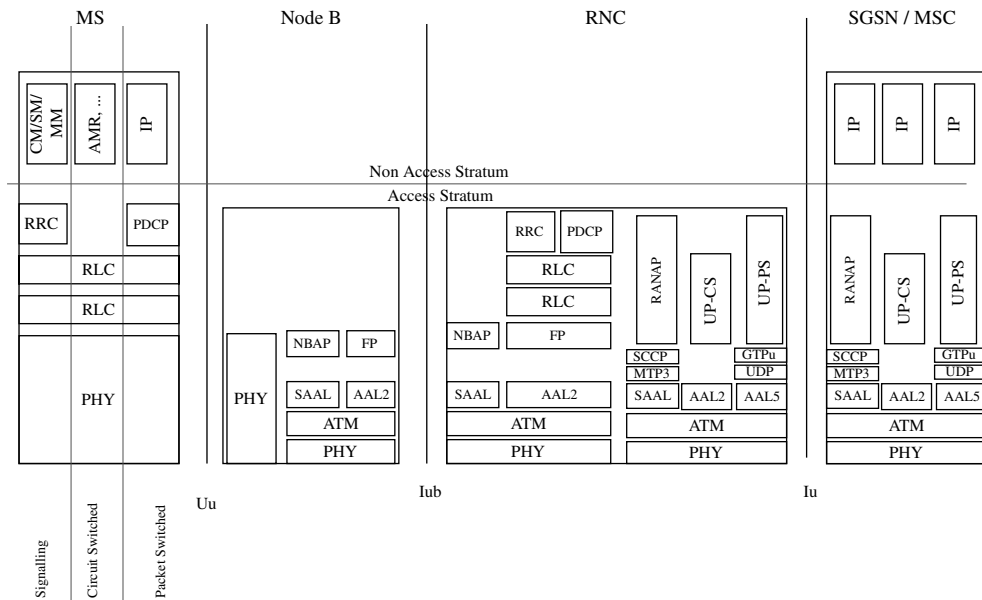 MS
Node B
RNC
SGSN / MSC
CM/SM/
MM
AMR, ...
IP
IP
IP
IP
Non Access Stratum
Access Stratum
RRC
PDCP
RLC
RLC
PHY
PHY
NBAP
FP
SAAL
AAL2
ATM
PHY
RRC
PDCP
RLC
RLC
NBAP
FP
SAAL
AAL2
ATM
PHY
RANAP
UP-CS
UP-PS
SCCP
GTPu
MTP3
UDP
SAAL
AAL2
AAL5
ATM
PHY
RANAP
UP-CS
UP-PS
SCCP
GTPu
MTP3
UDP
SAAL
AAL2
AAL5
ATM
PHY
Uu
Iub
Iu
Signalling
Circuit Switched
Packet Switched